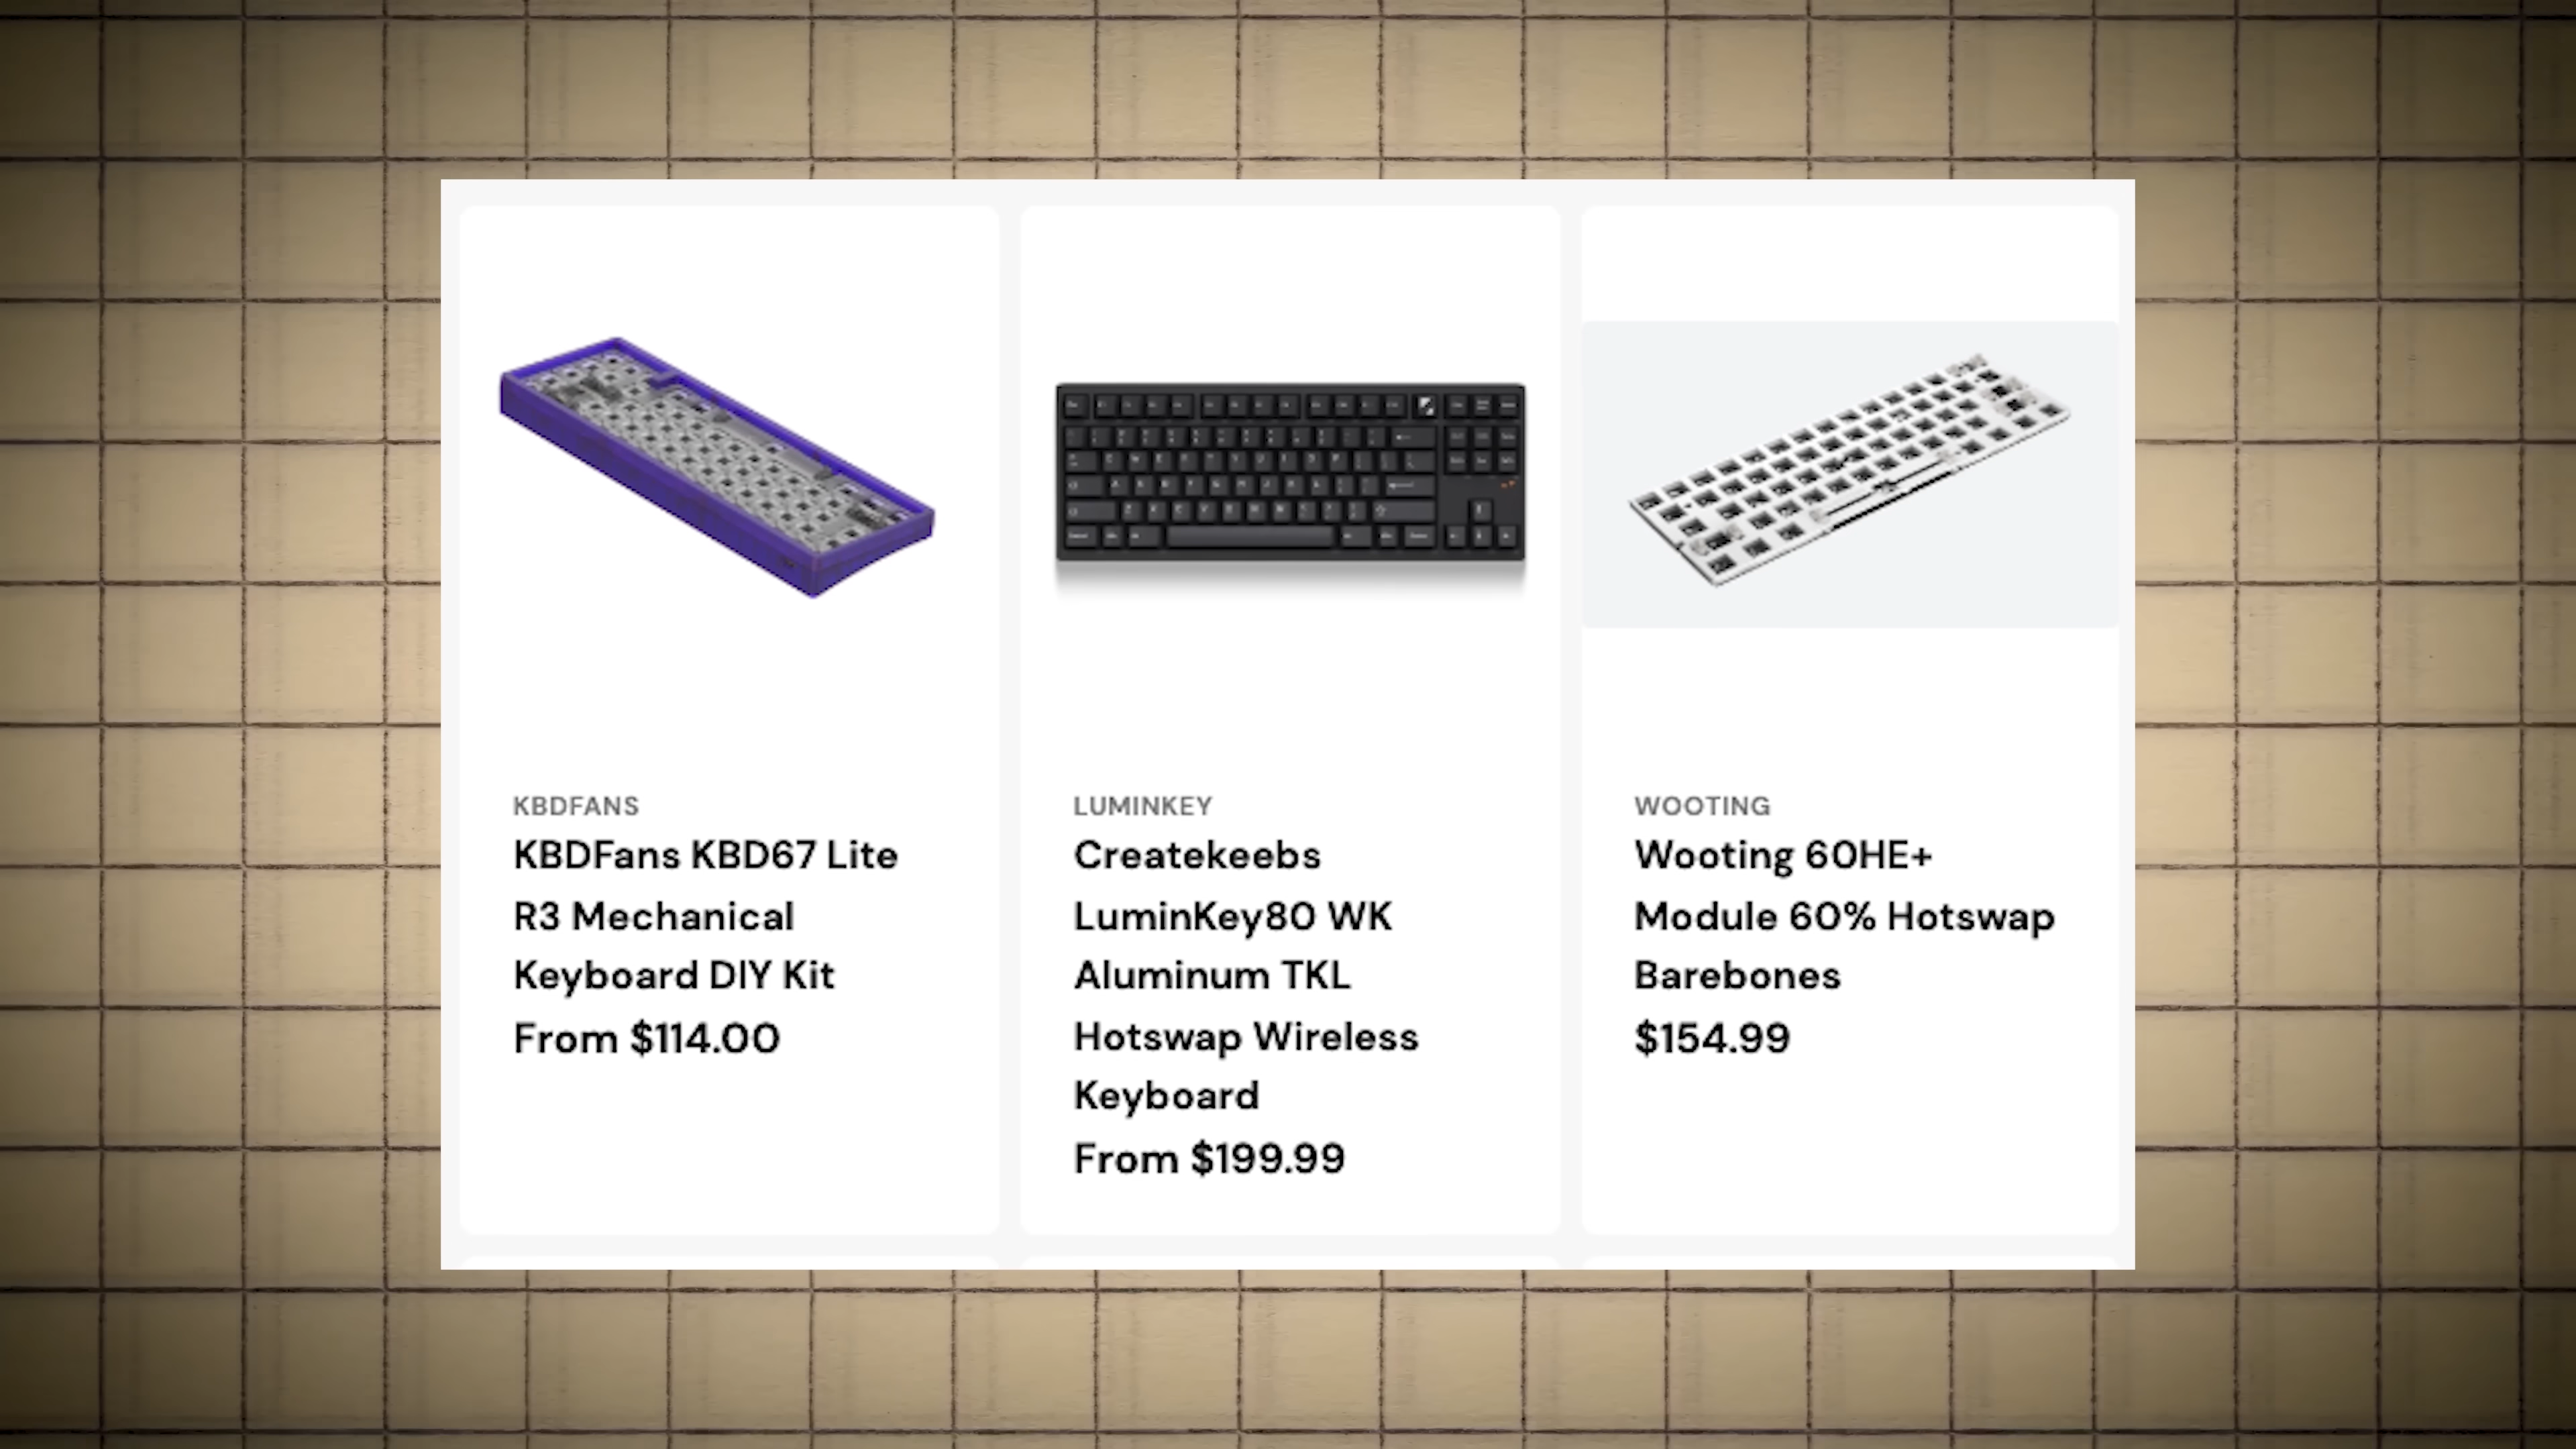 KBDFANS
KBDFans KBD67 Lite
R3 Mechanical
Keyboard DIY Kit
From $114.00
LUMINKEY
Createkeebs
LuminKey80 WK
Aluminum TKL
Hotswap Wireless
Keyboard
From $199.99
WOOTING
Wooting 60HE+
Module 60% Hotswap
Barebones
$154.99